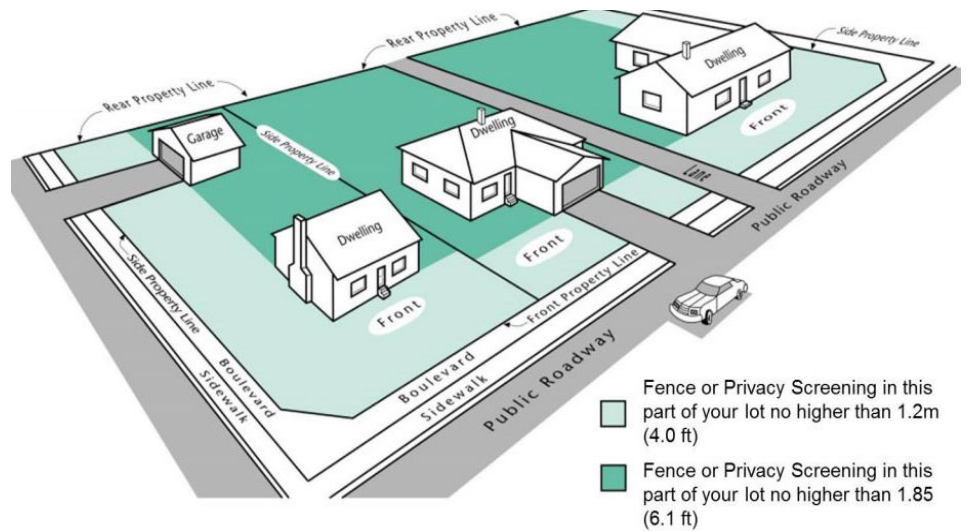 Rear Property Line
Rear Property Line
Rear Property Line
Side Property Line
Dwelling
Front
Garage
Side Property Line
Dwelling
Lane
Public Roadway
Dwelling
Front
Front
Front Property Line
Side Property Line
Boulevard
Sidewalk
Boulevard
Sidewalk
Public Roadway
Fence or Privacy Screening in this
part of your lot no higher than 1.2m
(4.0 ft)
Fence or Privacy Screening in this
part of your lot no higher than 1.85
(6.1 ft)